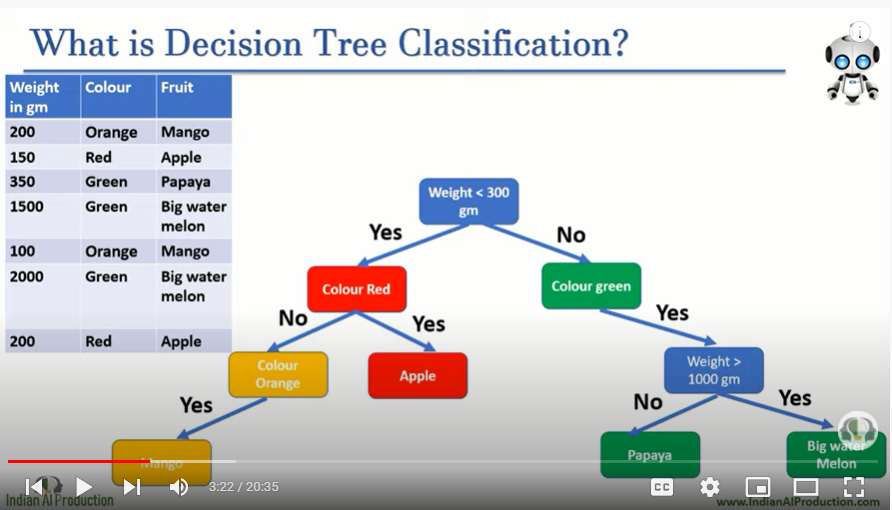 What is Decision Tree Classification?
Weight in gm Colour Fruit
200 Orange Mango
150 Red Apple
350 Green Papaya
1500 Green Big water melon
100 Orange Mango
2000 Green Big water melon
200 Red Apple
Weight < 300
gm
Yes
No
Colour Red
Colour green
No
Yes
Yes
Colour
Orange
Apple
Weight >
1000 gm
Yes
No
Yes
Mango
Papaya
Big water
Melon
3:22 / 20:35
CC
Indian AI Production
www.IndianAIProduction.com